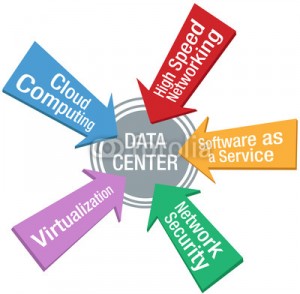 High Speed
Networking
Cloud
Computing
DATA
CENTER
Software as
a Service
Virtualization
Network
Security